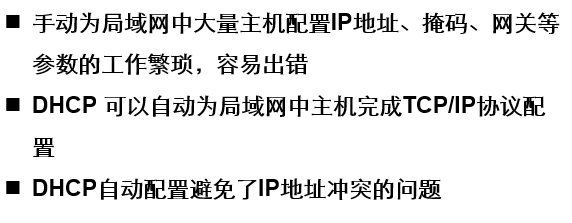 ■ 手动为局域网中大量主机配置IP地址、掩码、网关等
参数的工作繁琐，容易出错
■ DHCP 可以自动为局域网中主机完成TCP/IP协议配
置
■ DHCP自动配置避免了IP地址冲突的问题